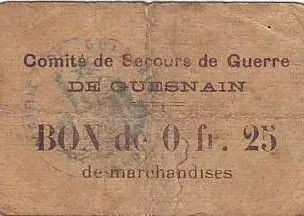 Comité de Secours de Guerre
DE GUESNAIN
BON de 0 fr. 25
de marchandises